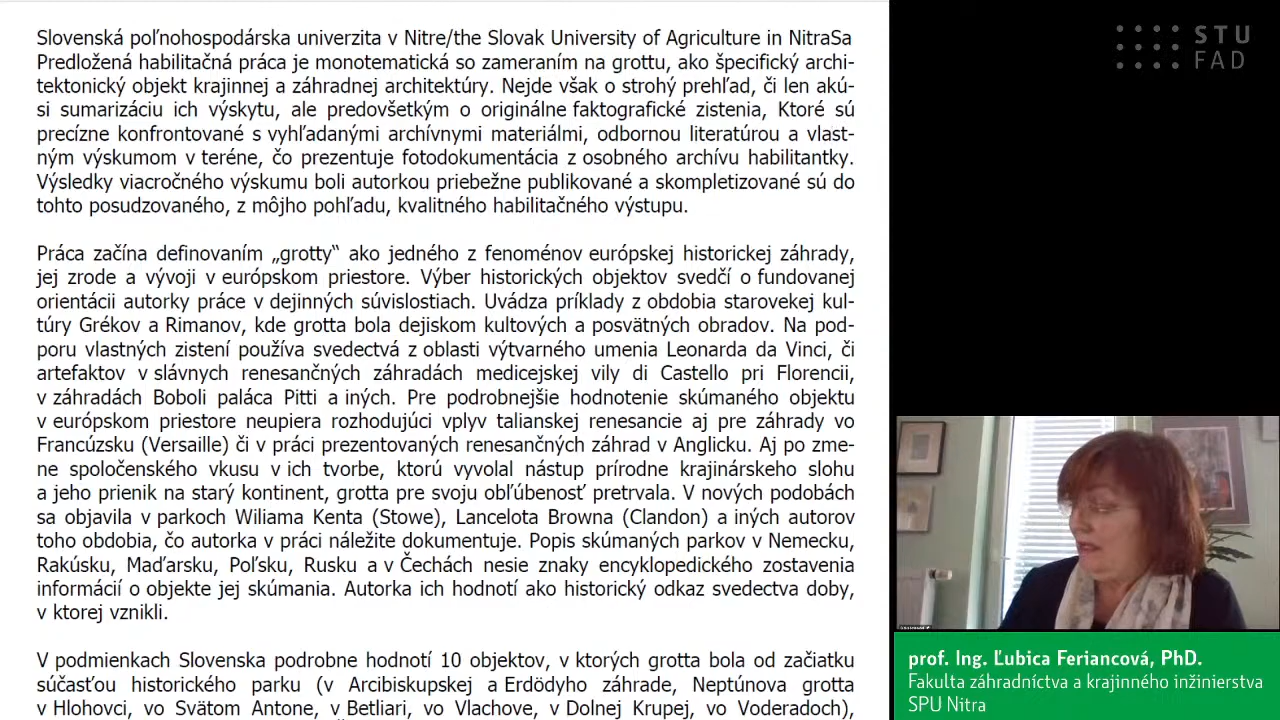 Slovenská poľnohospodárska univerzita v Nitre/the Slovak University of Agriculture in NitraSa
Predložená habilitačná práca je monotematická so zameraním na grottu, ako špecifický archi-
tektonický objekt krajinnej a záhradnej architektúry. Nejde však o strohý prehľad, či len akú-
si sumarizáciu ich výskytu, ale predovšetkým o originálne faktografické zistenia, Ktoré sú
precízne konfrontované s vyhľadanými archívnymi materiálmi, odbornou literatúrou a vlast-
ným výskumom v teréne, čo prezentuje fotodokumentácia z osobného archívu habilitantky.
Výsledky viacročného výskumu boli autorkou priebežne publikované a skompletizované sú do
tohto posudzovaného, z môjho pohľadu, kvalitného habilitačného výstupu.
Práca začína definovaním „grotty“ ako jedného z fenoménov európskej historickej záhrady,
jej zrode a vývoji v európskom priestore. Výber historických objektov svedčí o fundovanej
orientácii autorky práce v dejinných súvislostiach. Uvádza príklady z obdobia starovekej kul-
túry Grékov a Rimanov, kde grotta bola dejiskom kultových a posvätných obradov. Na pod-
poru vlastných zistení používa svedectvá z oblasti výtvarného umenia Leonarda da Vinci, či
artefaktov v slávnych renesančných záhradách medicejskej vily di Castello pri Florencii,
v záhradách Boboli paláca Pitti a iných. Pre podrobnejšie hodnotenie skúmaného objektu
v európskom priestore neupiera rozhodujúci vplyv talianskej renesancie aj pre záhrady vo
Francúzsku (Versaille) či v práci prezentovaných renesančných záhrad v Anglicku. Aj po zme-
ne spoločenského vkusu v ich tvorbe, ktorú vyvolal nástup prírodne krajinárskeho slohu
a jeho prienik na starý kontinent, grotta pre svoju obľúbenosť pretrvala. V nových podobách
sa objavila v parkoch Wiliama Kenta (Stowe), Lancelota Browna (Clandon) a iných autorov
toho obdobia, čo autorka v práci naležite dokumentuje. Popis skúmaných parkov v Nemecku,
Rakúsku, Maďarsku, Poľsku, Rusku a v Čechách nesie znaky encyklopedického zostavenia
informácií o objekte jej skúmania. Autorka ich hodnotí ako historický odkaz svedectva doby,
v ktorej vznikli.
V podmienkach Slovenska podrobne hodnotí 10 objektov, v ktorých grotta bola od začiatku
súčasťou historického parku (v Arcibiskupskej a Erdödyho záhrade, Neptúnova grotta
v Hlohovci, vo Svätom Antone, v Betliari, vo Vlachove, v Dolnej Krupej, vo Voderadoch),
STU
FAD
prof. Ing. Ľubica Feriancová, PhD.
Fakulta záhradníctva a krajinného inžinierstva
SPU Nitra